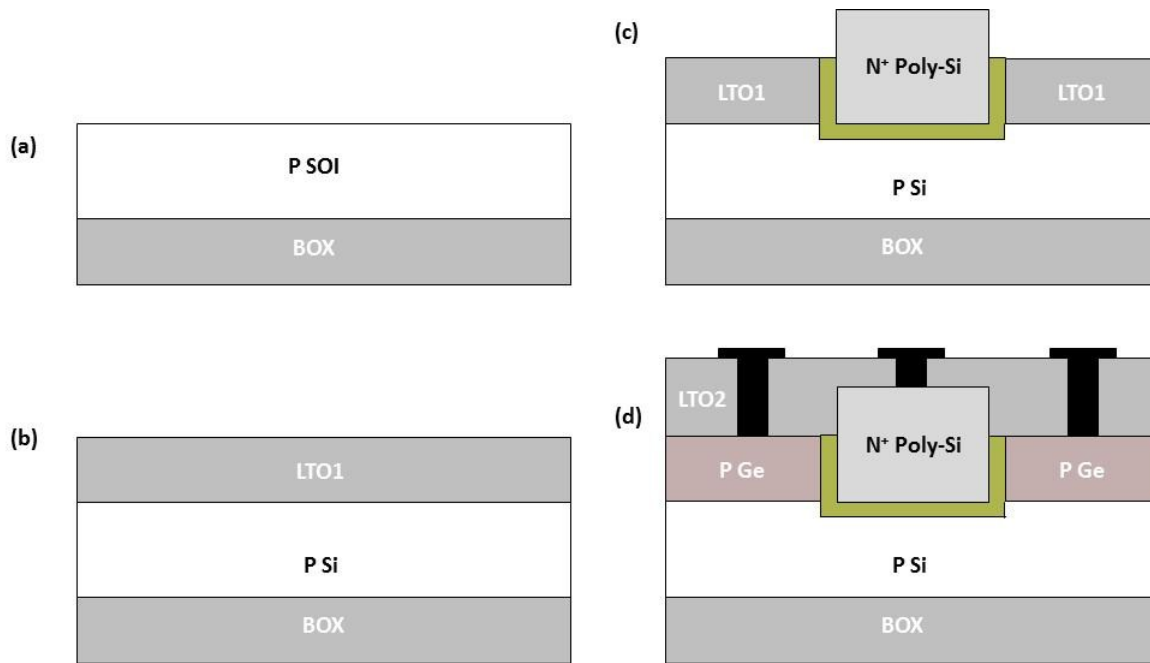 (a)
P SOI
BOX
(b)
LTO1
P Si
BOX
(c)
N⁺ Poly-Si
LTO1
LTO1
P Si
BOX
(d)
LTO2
N⁺ Poly-Si
P Ge
P Ge
P Si
BOX